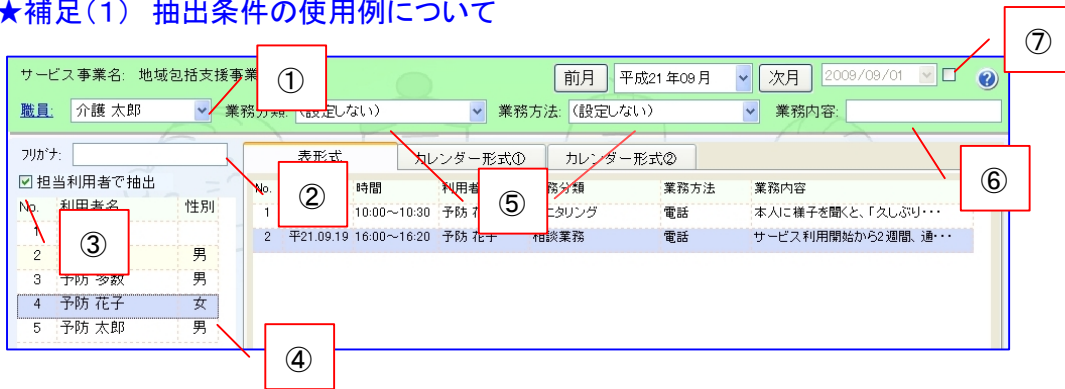 ★補足(1) 抽出条件の使用例について
⑦
サービス事業名: 地域包括支援事業
①
前月 平成21年09月 次月 2009/09/01
職員: 介護 太郎 業務分類: (設定しない) 業務方法: (設定しない) 業務内容:
フリガナ:
表形式 カレンダー形式① カレンダー形式②
⑥
☑担当利用者で抽出
②
⑤
No. 利用者名 性別
No. 時間 利用者 務分類 業務方法 業務内容
1
1 10:00~10:30 予防 花 ニタリング 電話 本人に様子を聞くと、「久しぶり・・・
③
2 男
2 平21.09.19 16:00~16:20 予防 花子 相談業務 電話 サービス利用開始から2週間、通・・・
3 予防 多数 男
4 予防 花子 女
5 予防 太郎 男
④